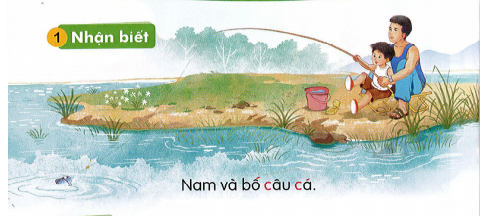 1 Nhận biết
Nam và bố câu cá.